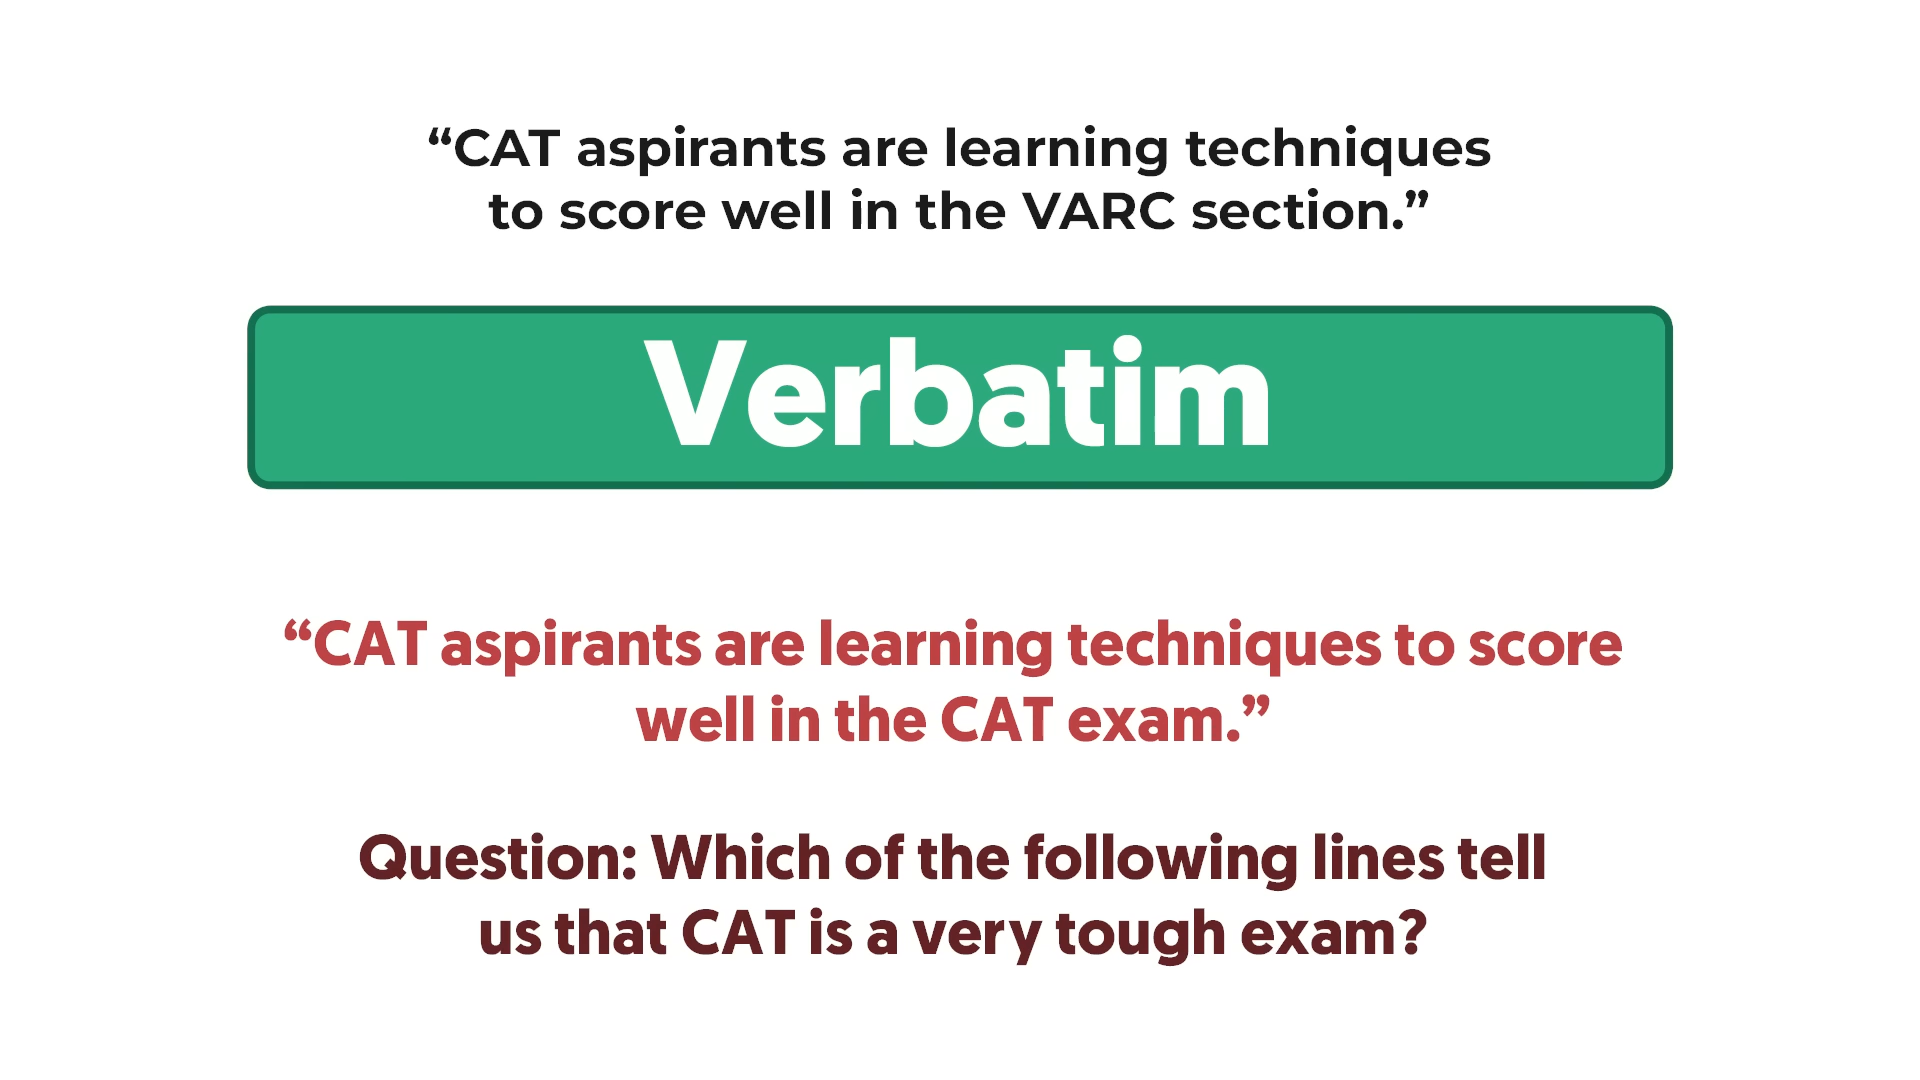 “CAT aspirants are learning techniques
to score well in the VARC section.”
Verbatim
“CAT aspirants are learning techniques to score
well in the CAT exam.”
Question: Which of the following lines tell
us that CAT is a very tough exam?